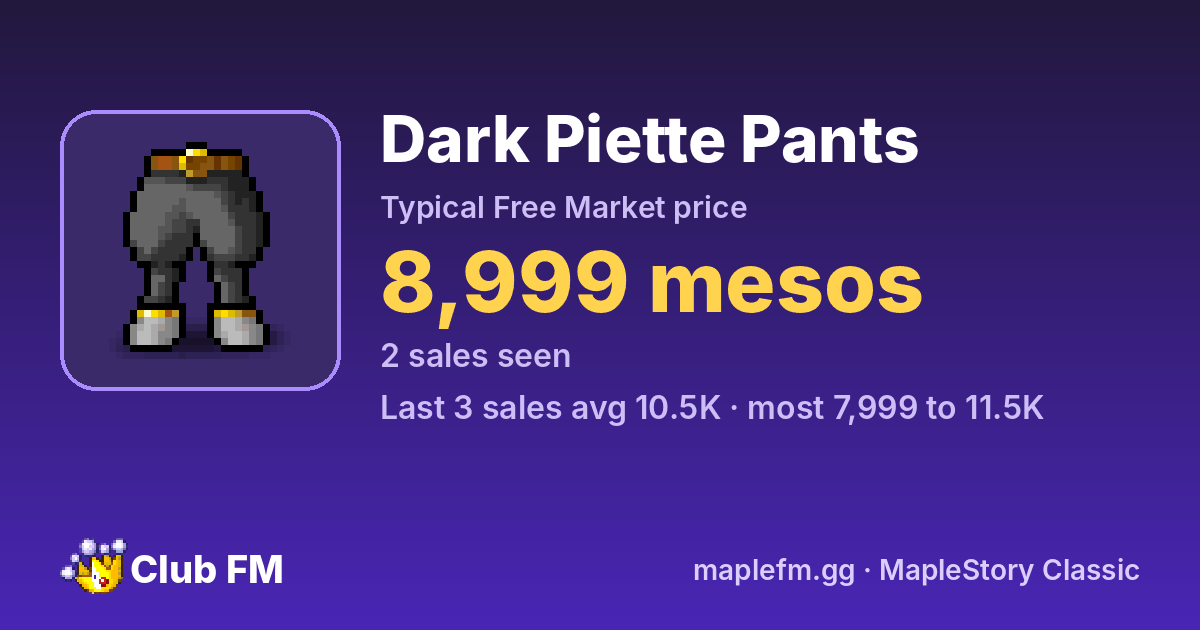 Dark Piette Pants
Typical Free Market price
8,999 mesos
2 sales seen
Last 3 sales avg 10.5K · most 7,999 to 11.5K
Club FM
maplefm.gg · MapleStory Classic